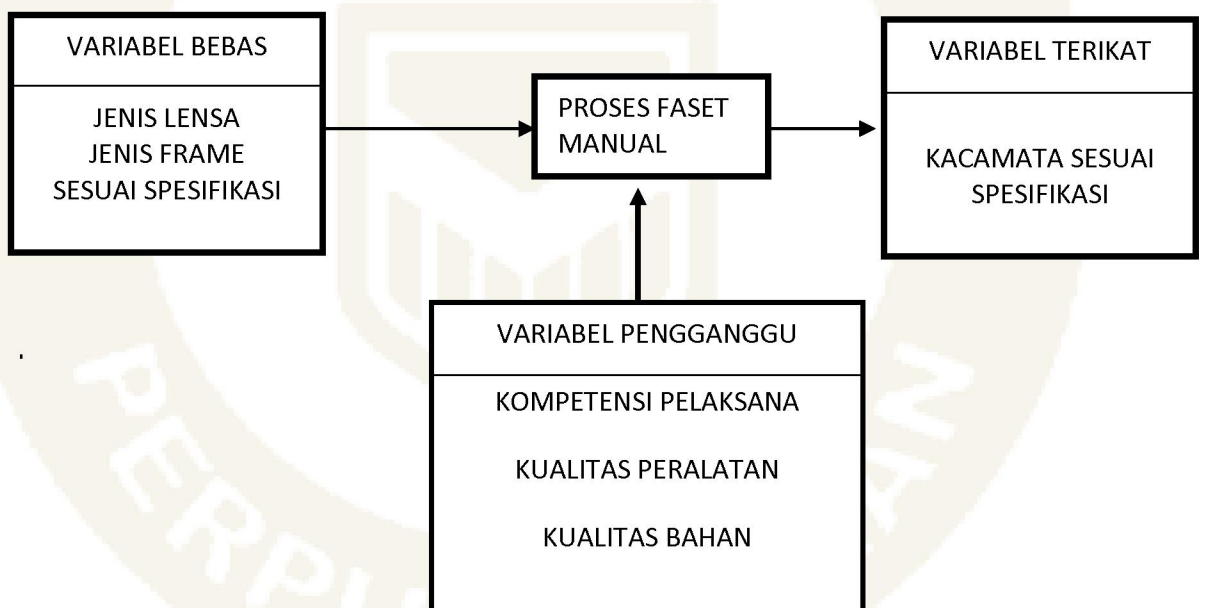 VARIABEL BEBAS
JENIS LENSA
JENIS FRAME
SESUAI SPESIFIKASI
PROSES FASET
MANUAL
VARIABEL TERIKAT
KACAMATA SESUAI
SPESIFIKASI
VARIABEL PENGGANGGU
KOMPETENSI PELAKSANA
KUALITAS PERALATAN
KUALITAS BAHAN